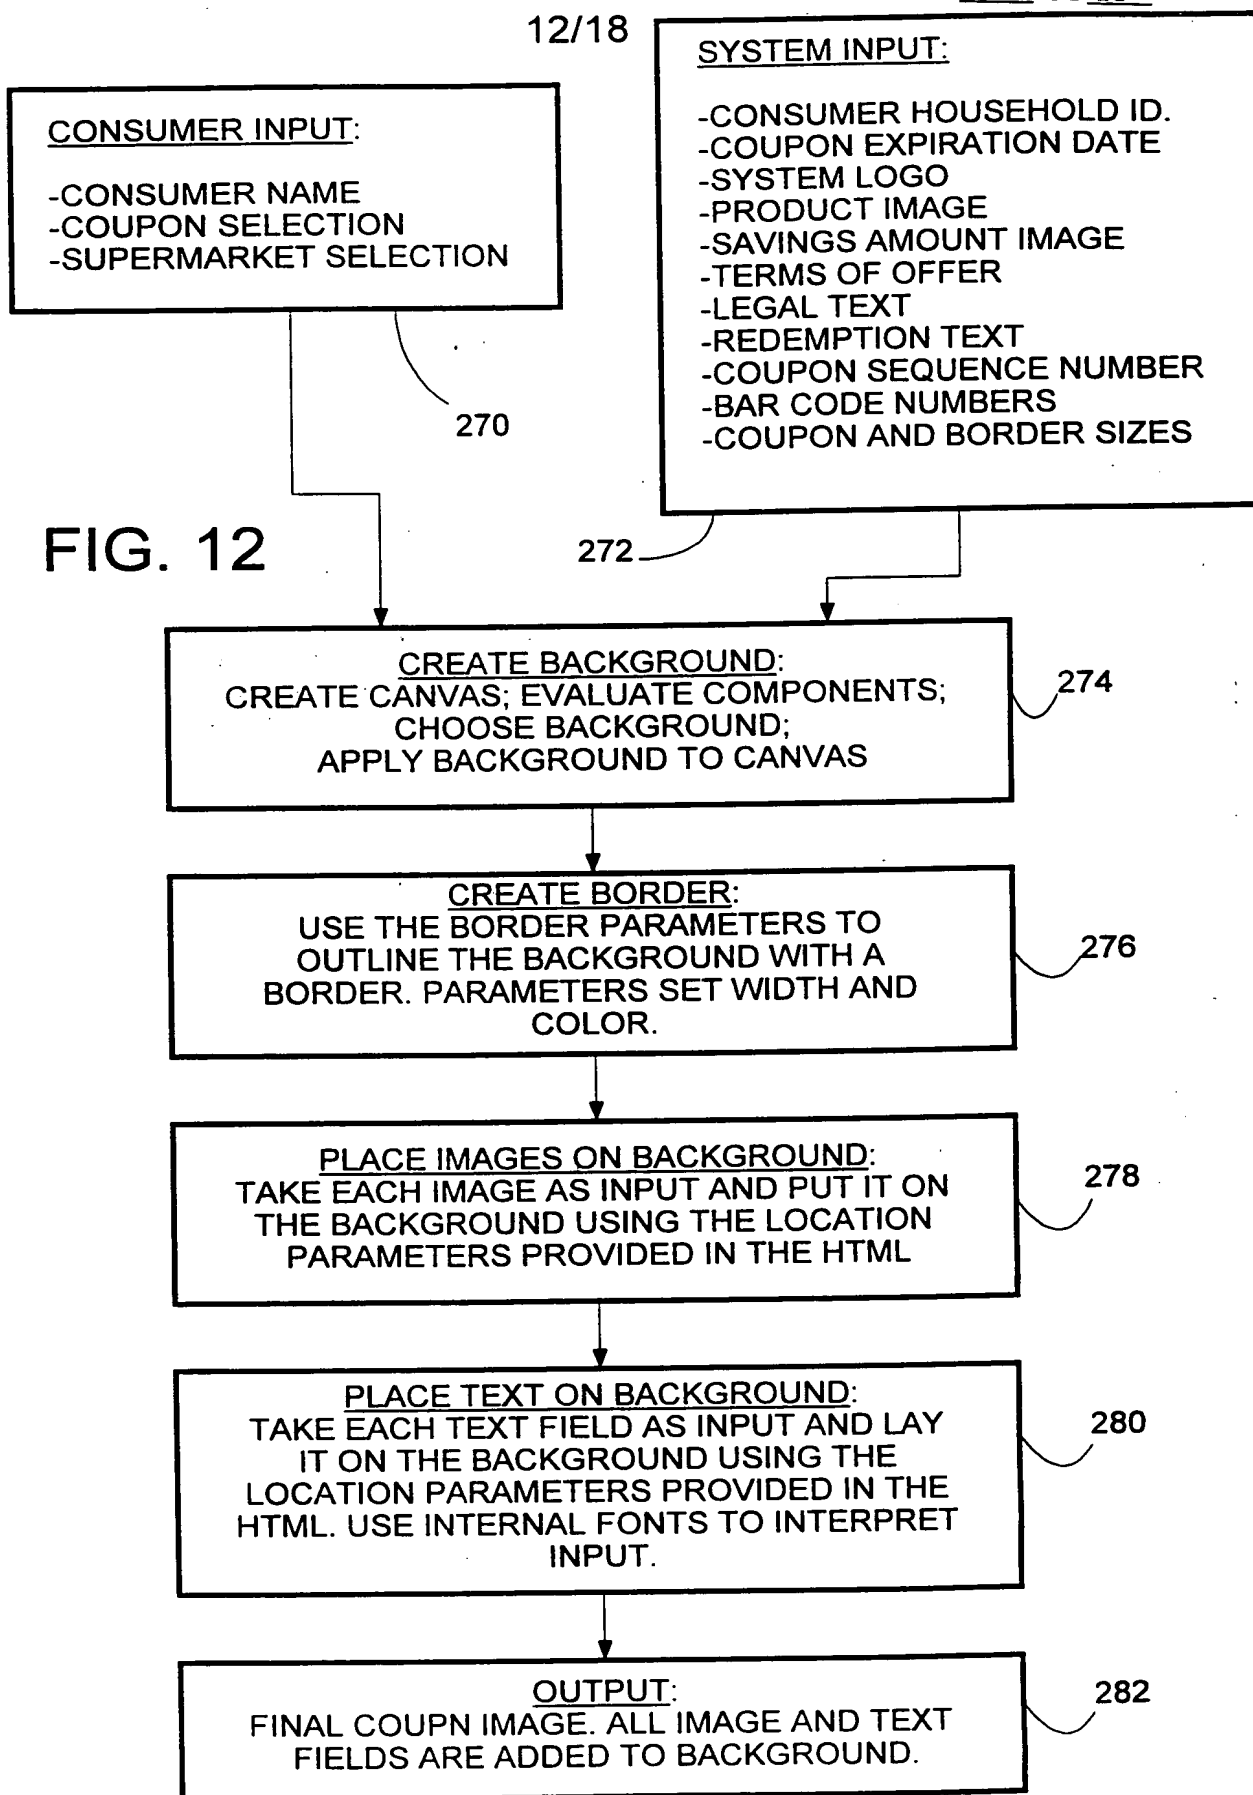 12/18
CONSUMER INPUT:
-CONSUMER NAME
-COUPON SELECTION
-SUPERMARKET SELECTION
270
SYSTEM INPUT:
-CONSUMER HOUSEHOLD ID.
-COUPON EXPIRATION DATE
-SYSTEM LOGO
-PRODUCT IMAGE
-SAVINGS AMOUNT IMAGE
-TERMS OF OFFER
-LEGAL TEXT
-REDEMPTION TEXT
-COUPON SEQUENCE NUMBER
-BAR CODE NUMBERS
-COUPON AND BORDER SIZES
272
FIG. 12
CREATE BACKGROUND:
CREATE CANVAS; EVALUATE COMPONENTS;
CHOOSE BACKGROUND;
APPLY BACKGROUND TO CANVAS
274
CREATE BORDER:
USE THE BORDER PARAMETERS TO
OUTLINE THE BACKGROUND WITH A
BORDER. PARAMETERS SET WIDTH AND
COLOR.
276
PLACE IMAGES ON BACKGROUND:
TAKE EACH IMAGE AS INPUT AND PUT IT ON
THE BACKGROUND USING THE LOCATION
PARAMETERS PROVIDED IN THE HTML
278
PLACE TEXT ON BACKGROUND:
TAKE EACH TEXT FIELD AS INPUT AND LAY
IT ON THE BACKGROUND USING THE
LOCATION PARAMETERS PROVIDED IN THE
HTML. USE INTERNAL FONTS TO INTERPRET
INPUT.
280
OUTPUT:
FINAL COUPN IMAGE. ALL IMAGE AND TEXT
FIELDS ARE ADDED TO BACKGROUND.
282